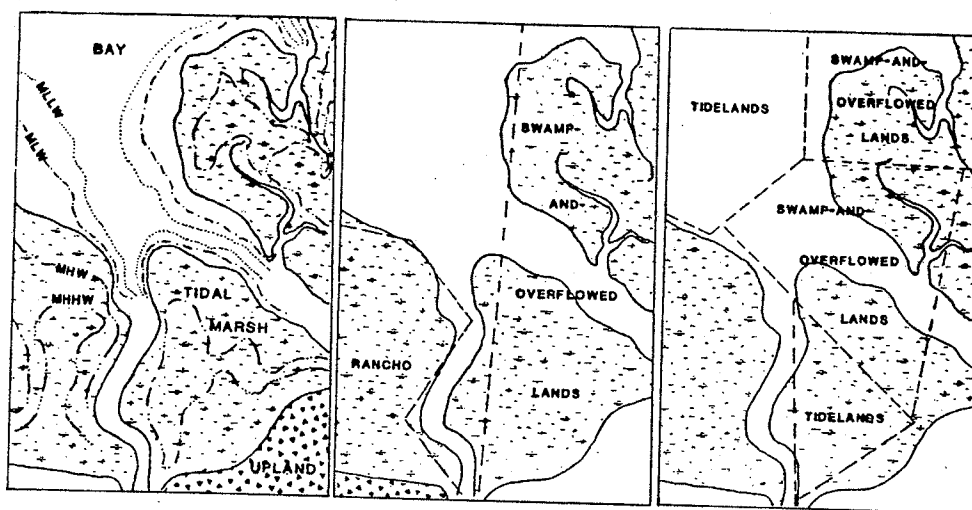 BAY
MLLW
MLW
MHW
MHHW
TIDAL
MARSH
UPLAND
SWAMP-
AND-
OVERFLOWED
RANCHO
LANDS
SWAMP-AND-
TIDELANDS
OVERFLOWED
LANDS
SWAMP-AND-
OVERFLOWED
LANDS
TIDELANDS